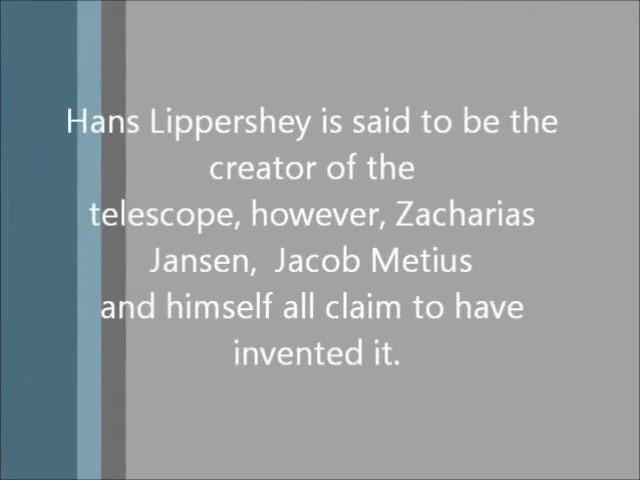 Hans Lippershey is said to be the
creator of the
telescope, however, Zacharias
Jansen,  Jacob Metius
and himself all claim to have
invented it.